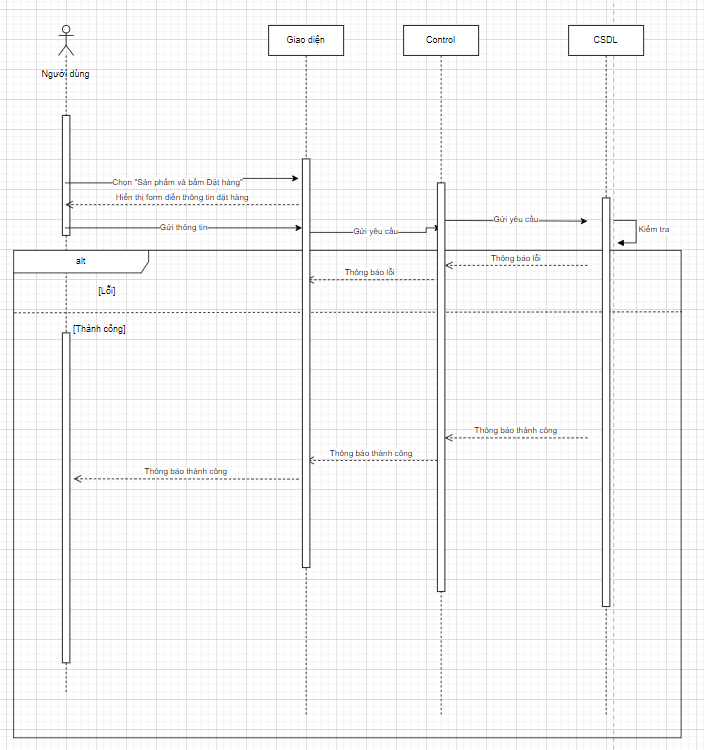 Giao diện
Control
CSDL
Người dùng
Chọn "Sản phẩm và bấm Đặt hàng"
Hiển thị form điền thông tin đặt hàng
Gửi thông tin
Gửi yêu cầu
Gửi yêu cầu
Kiểm tra
alt
Thông báo lỗi
Thông báo lỗi
[Lỗi]
[Thành công]
Thông báo thành công
Thông báo thành công
Thông báo thành công